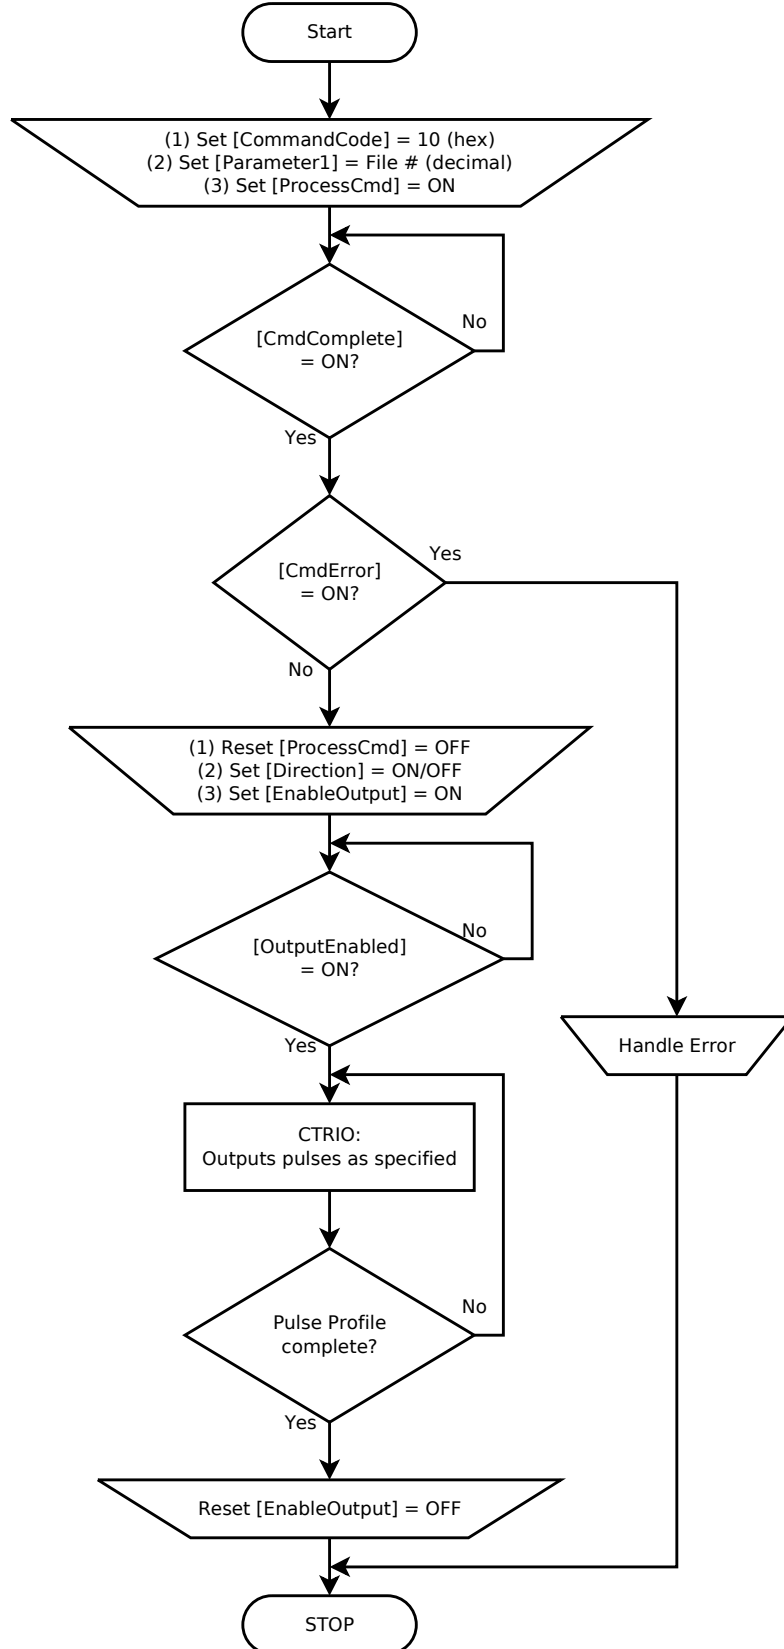 Start
(1) Set [CommandCode] = 10 (hex)
(2) Set [Parameter1] = File # (decimal)
(3) Set [ProcessCmd] = ON
No
[CmdComplete]
= ON?
Yes
Yes
[CmdError]
= ON?
No
(1) Reset [ProcessCmd] = OFF
(2) Set [Direction] = ON/OFF
(3) Set [EnableOutput] = ON
No
[OutputEnabled]
= ON?
Yes
Handle Error
CTRIO:
Outputs pulses as specified
No
Pulse Profile
complete?
Yes
Reset [EnableOutput] = OFF
STOP